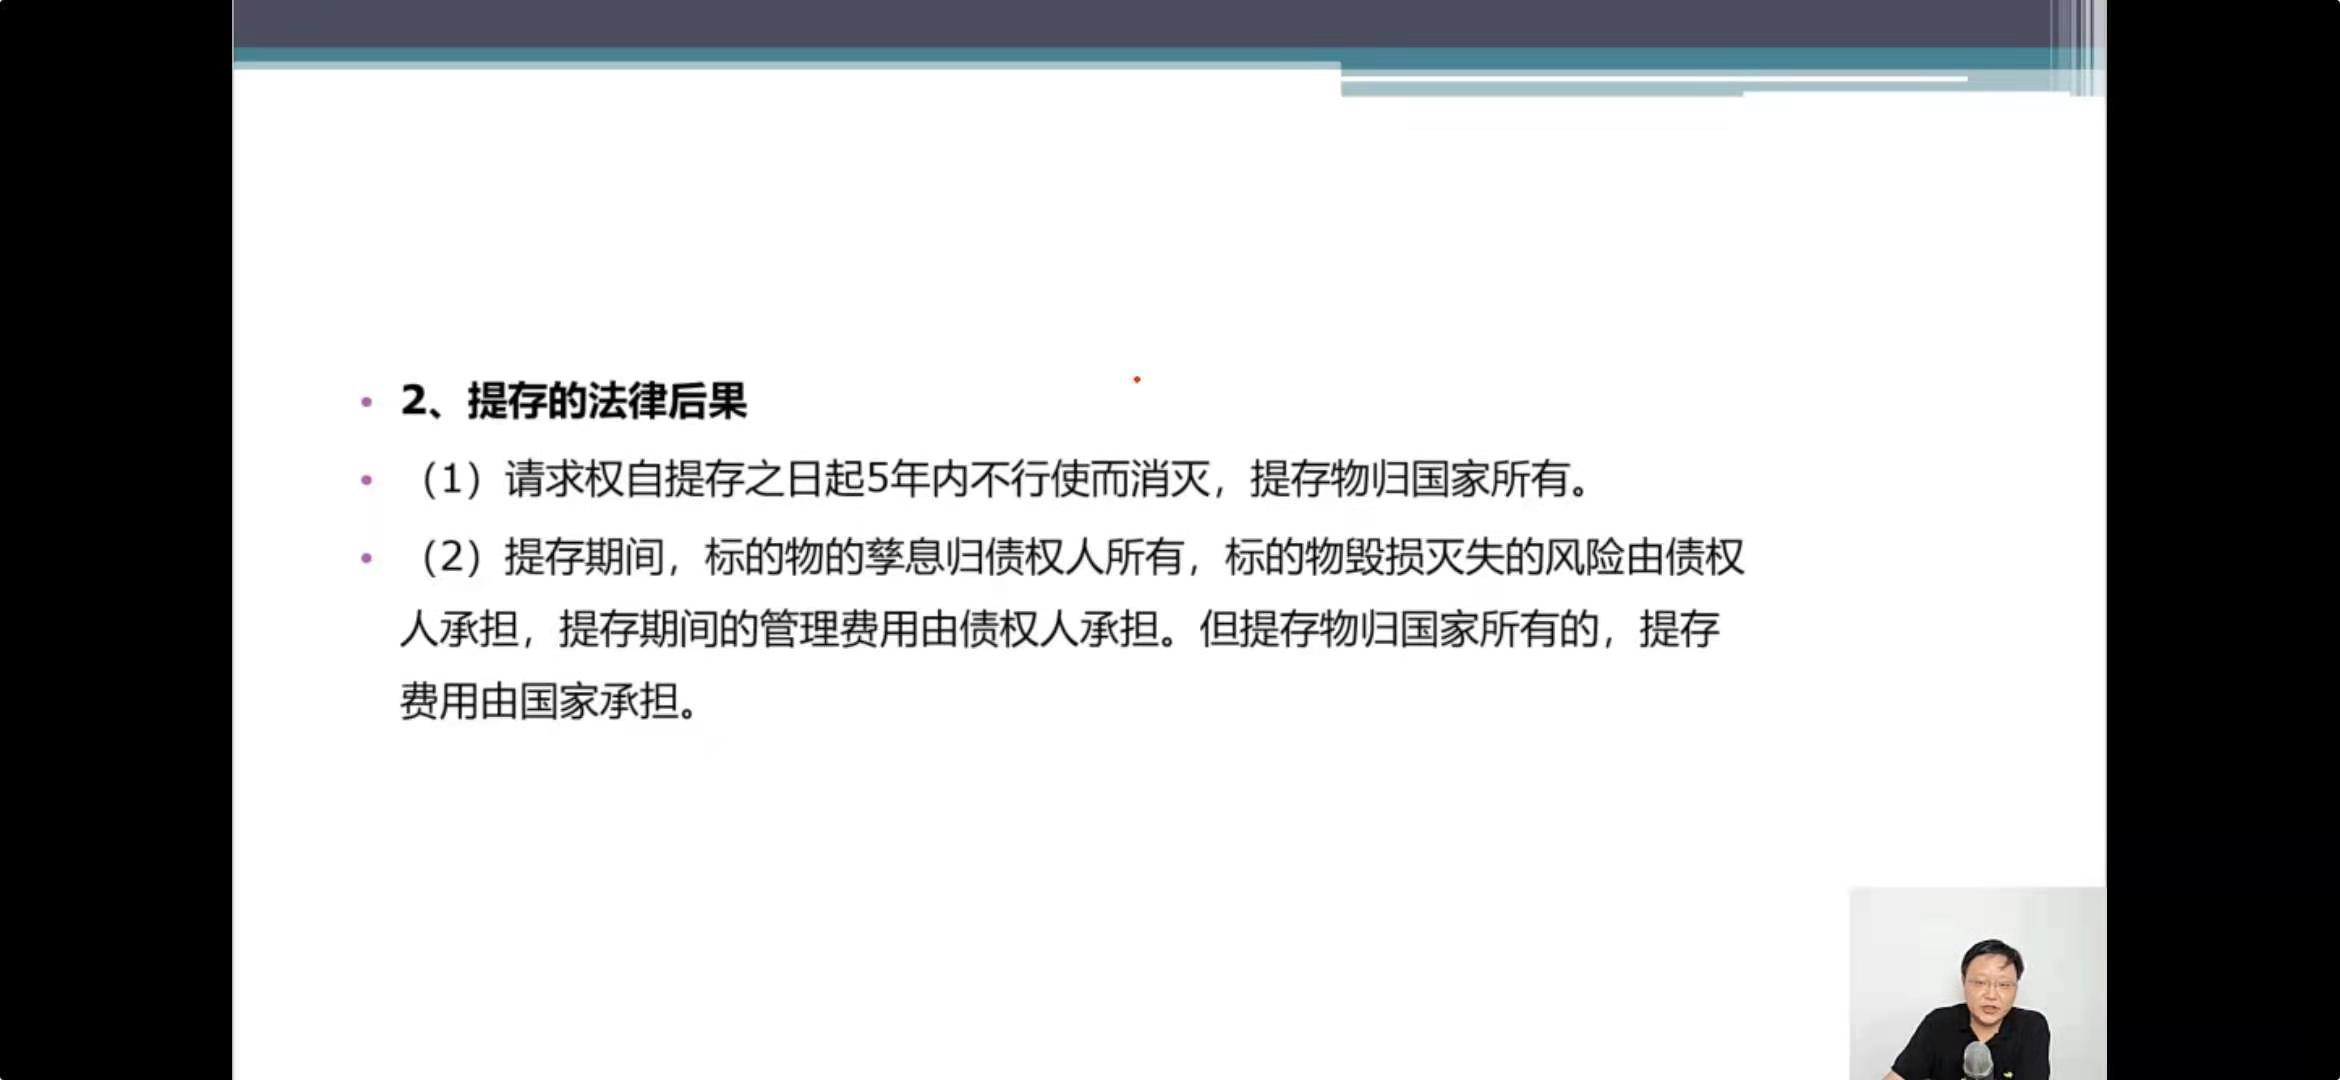 2、提存的法律后果
（1）请求权自提存之日起5年内不行使而消灭，提存物归国家所有。
（2）提存期间，标的物的孳息归债权人所有，标的物毁损灭失的风险由债权
人承担，提存期间的管理费用由债权人承担。但提存物归国家所有的，提存
费用由国家承担。